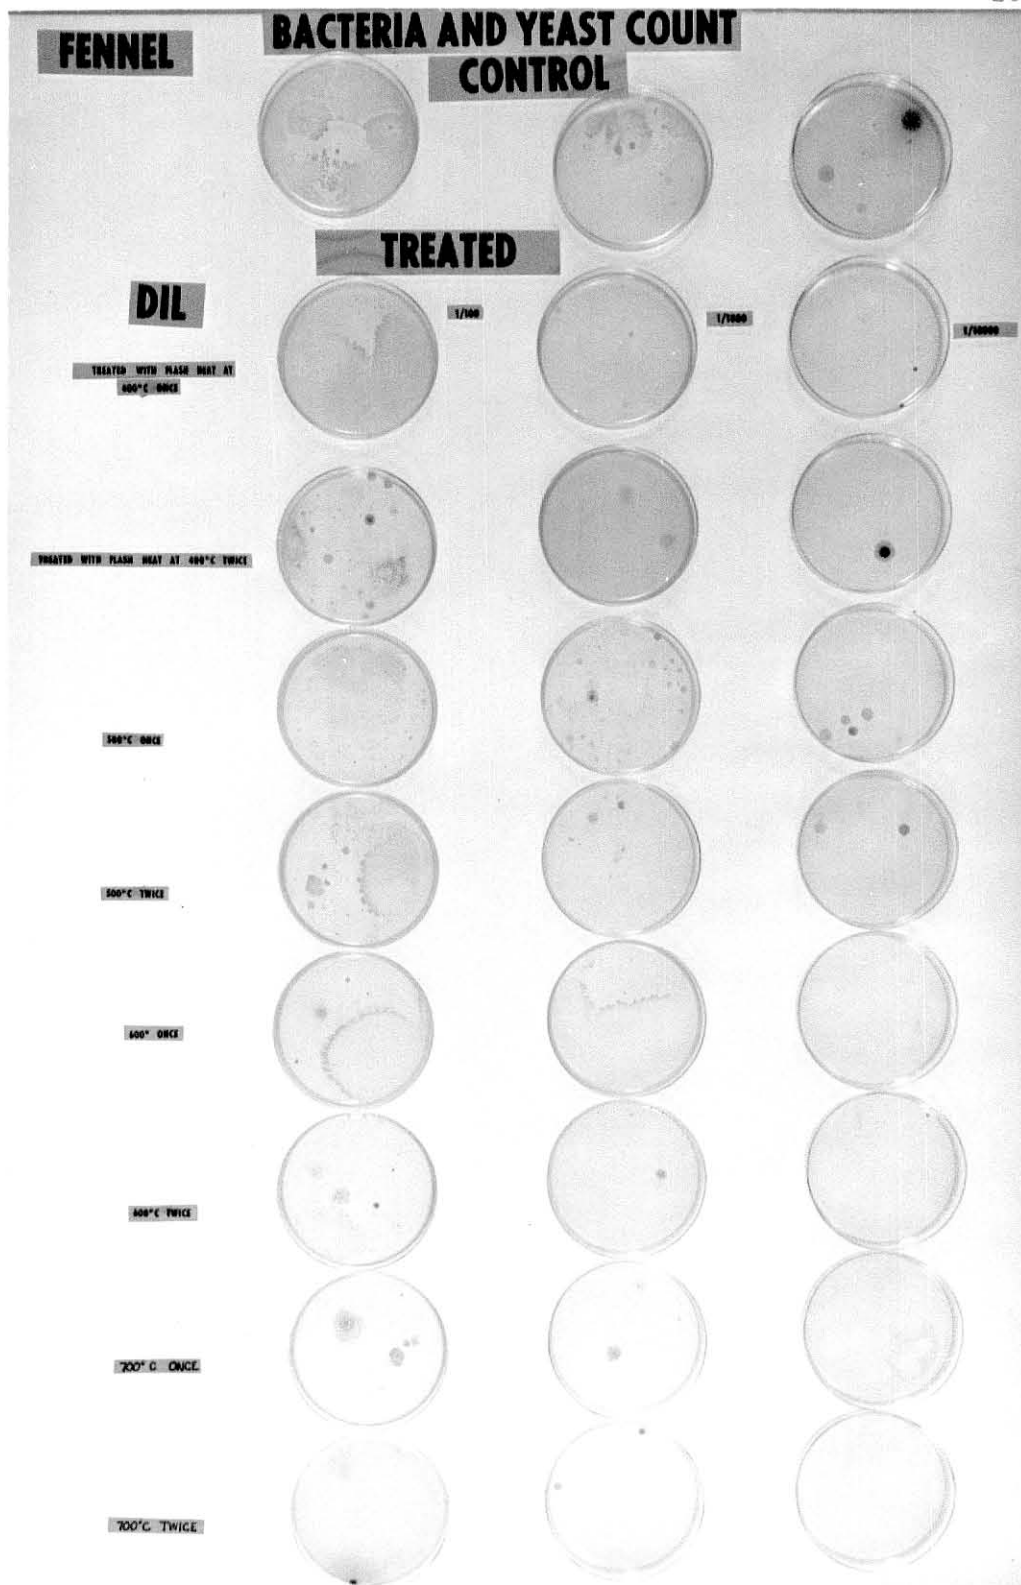 FENNEL
BACTERIA AND YEAST COUNT
CONTROL
TREATED
DIL
1/100
1/1000
1/10000
TREATED WITH FLASH HEAT AT
400°C ONCE
TREATED WITH FLASH HEAT AT 400°C TWICE
500°C ONCE
500°C TWICE
600° ONCE
600°C TWICE
700°C ONCE
700°C TWICE